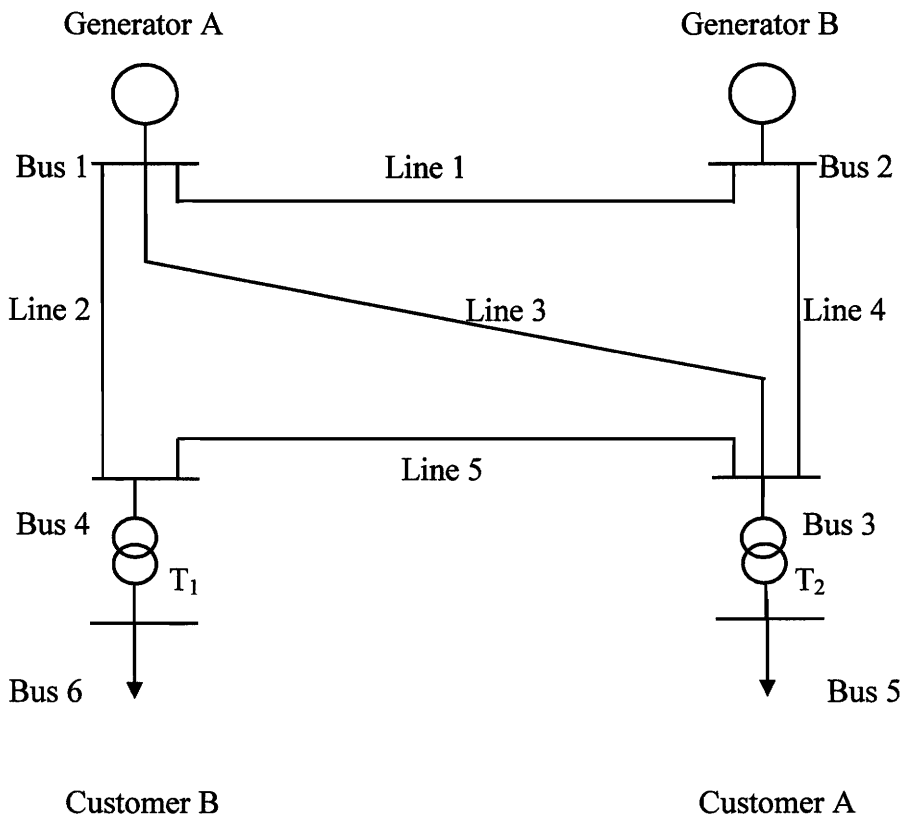 Generator A
Generator B
Bus 1
Line 1
Bus 2
Line 2
Line 3
Line 4
Line 5
Bus 4
Bus 3
T1
T2
Bus 6
Bus 5
Customer B
Customer A